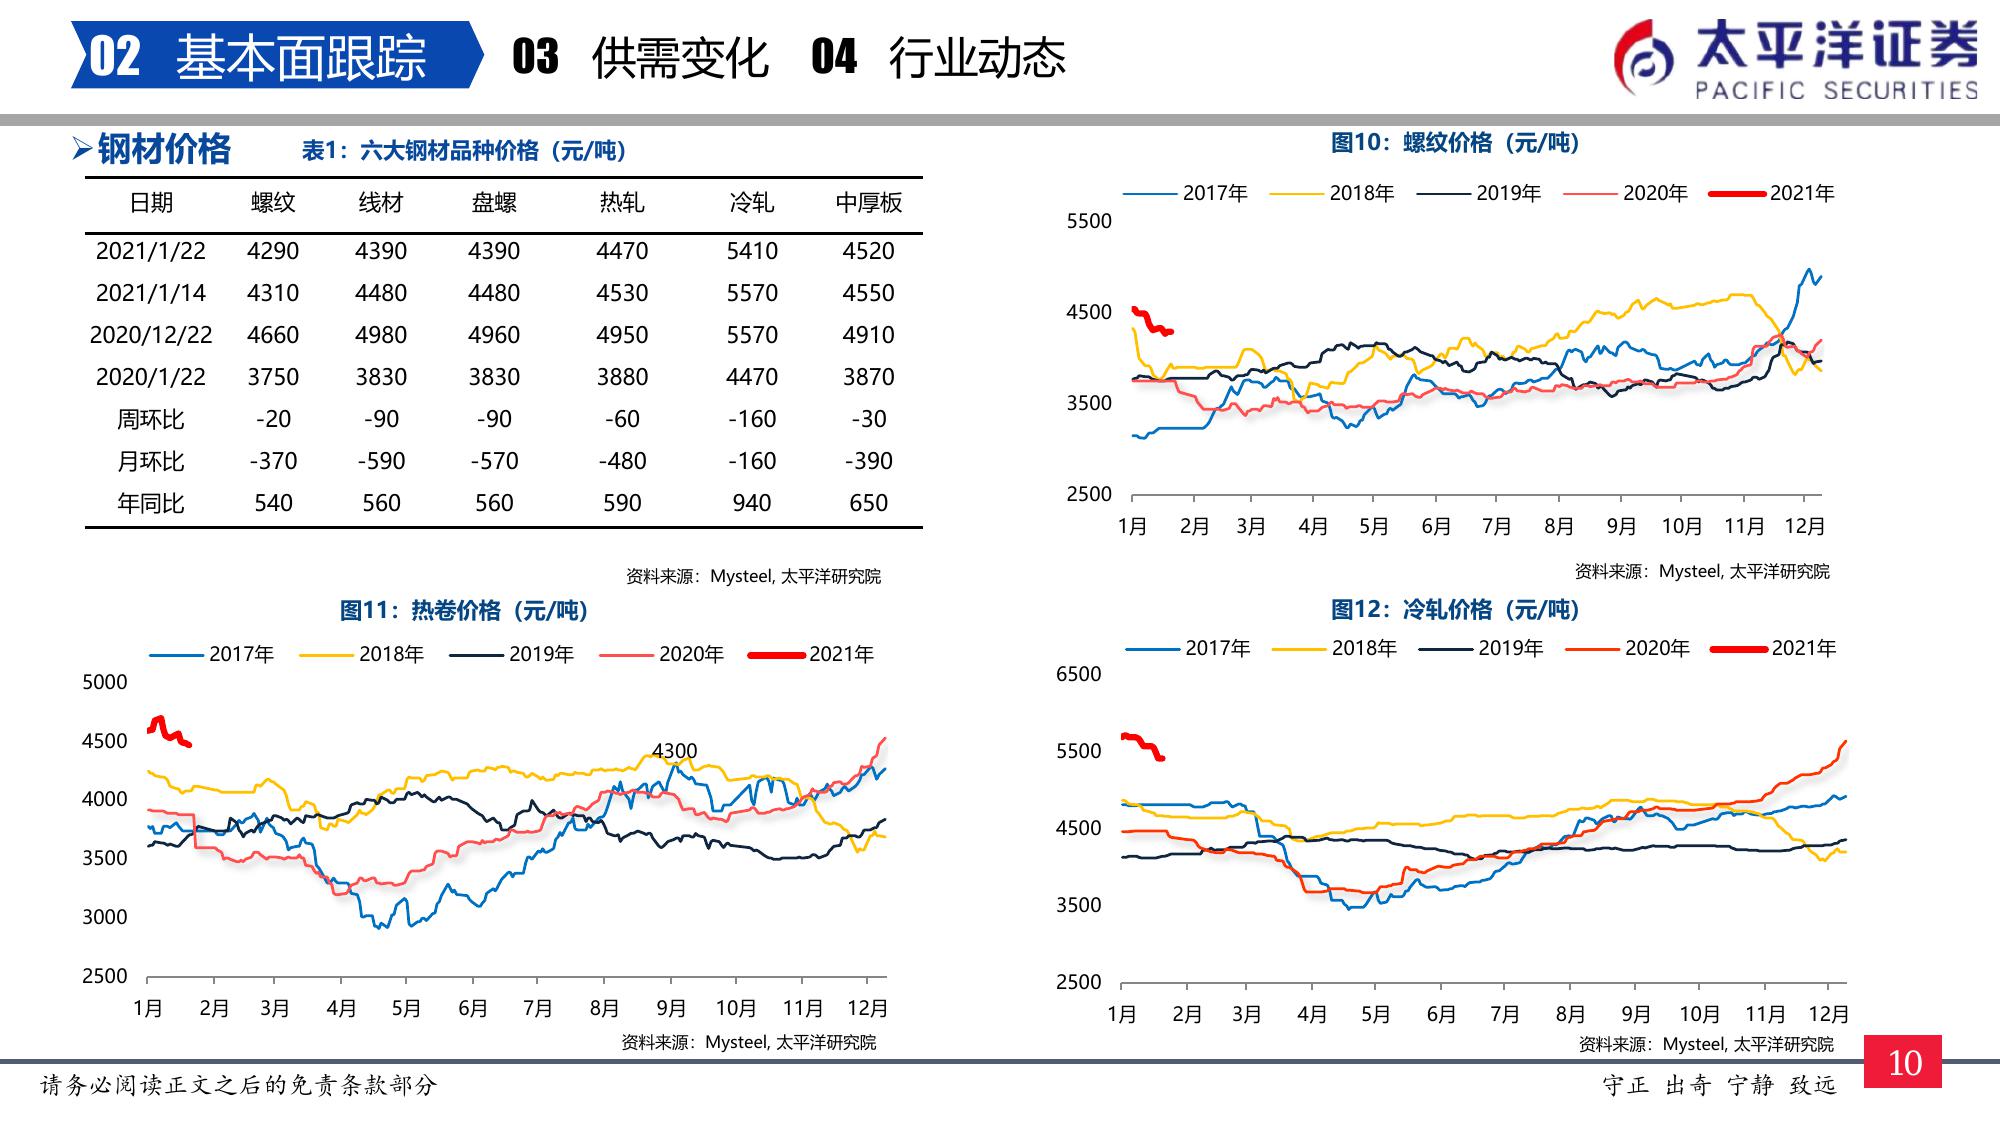 02 基本面跟踪 03 供需变化 04 行业动态
太平洋证券
PACIFIC SECURITIES
钢材价格
表1：六大钢材品种价格（元/吨）
日期 螺纹 线材 盘螺 热轧 冷轧 中厚板
2021/1/22 4290 4390 4390 4470 5410 4520
2021/1/14 4310 4480 4480 4530 5570 4550
2020/12/22 4660 4980 4960 4950 5570 4910
2020/1/22 3750 3830 3830 3880 4470 3870
周环比 -20 -90 -90 -60 -160 -30
月环比 -370 -590 -570 -480 -160 -390
年同比 540 560 560 590 940 650
资料来源：Mysteel, 太平洋研究院
图10：螺纹价格（元/吨）
2017年 2018年 2019年 2020年 2021年
5500
4500
3500
2500
1月 2月 3月 4月 5月 6月 7月 8月 9月 10月 11月 12月
资料来源：Mysteel, 太平洋研究院
图11：热卷价格（元/吨）
2017年 2018年 2019年 2020年 2021年
5000
4500
4300
4000
3500
3000
2500
1月 2月 3月 4月 5月 6月 7月 8月 9月 10月 11月 12月
资料来源：Mysteel, 太平洋研究院
图12：冷轧价格（元/吨）
2017年 2018年 2019年 2020年 2021年
6500
5500
4500
3500
2500
1月 2月 3月 4月 5月 6月 7月 8月 9月 10月 11月 12月
资料来源：Mysteel, 太平洋研究院
请务必阅读正文之后的免责条款部分
守正 出奇 宁静 致远
10